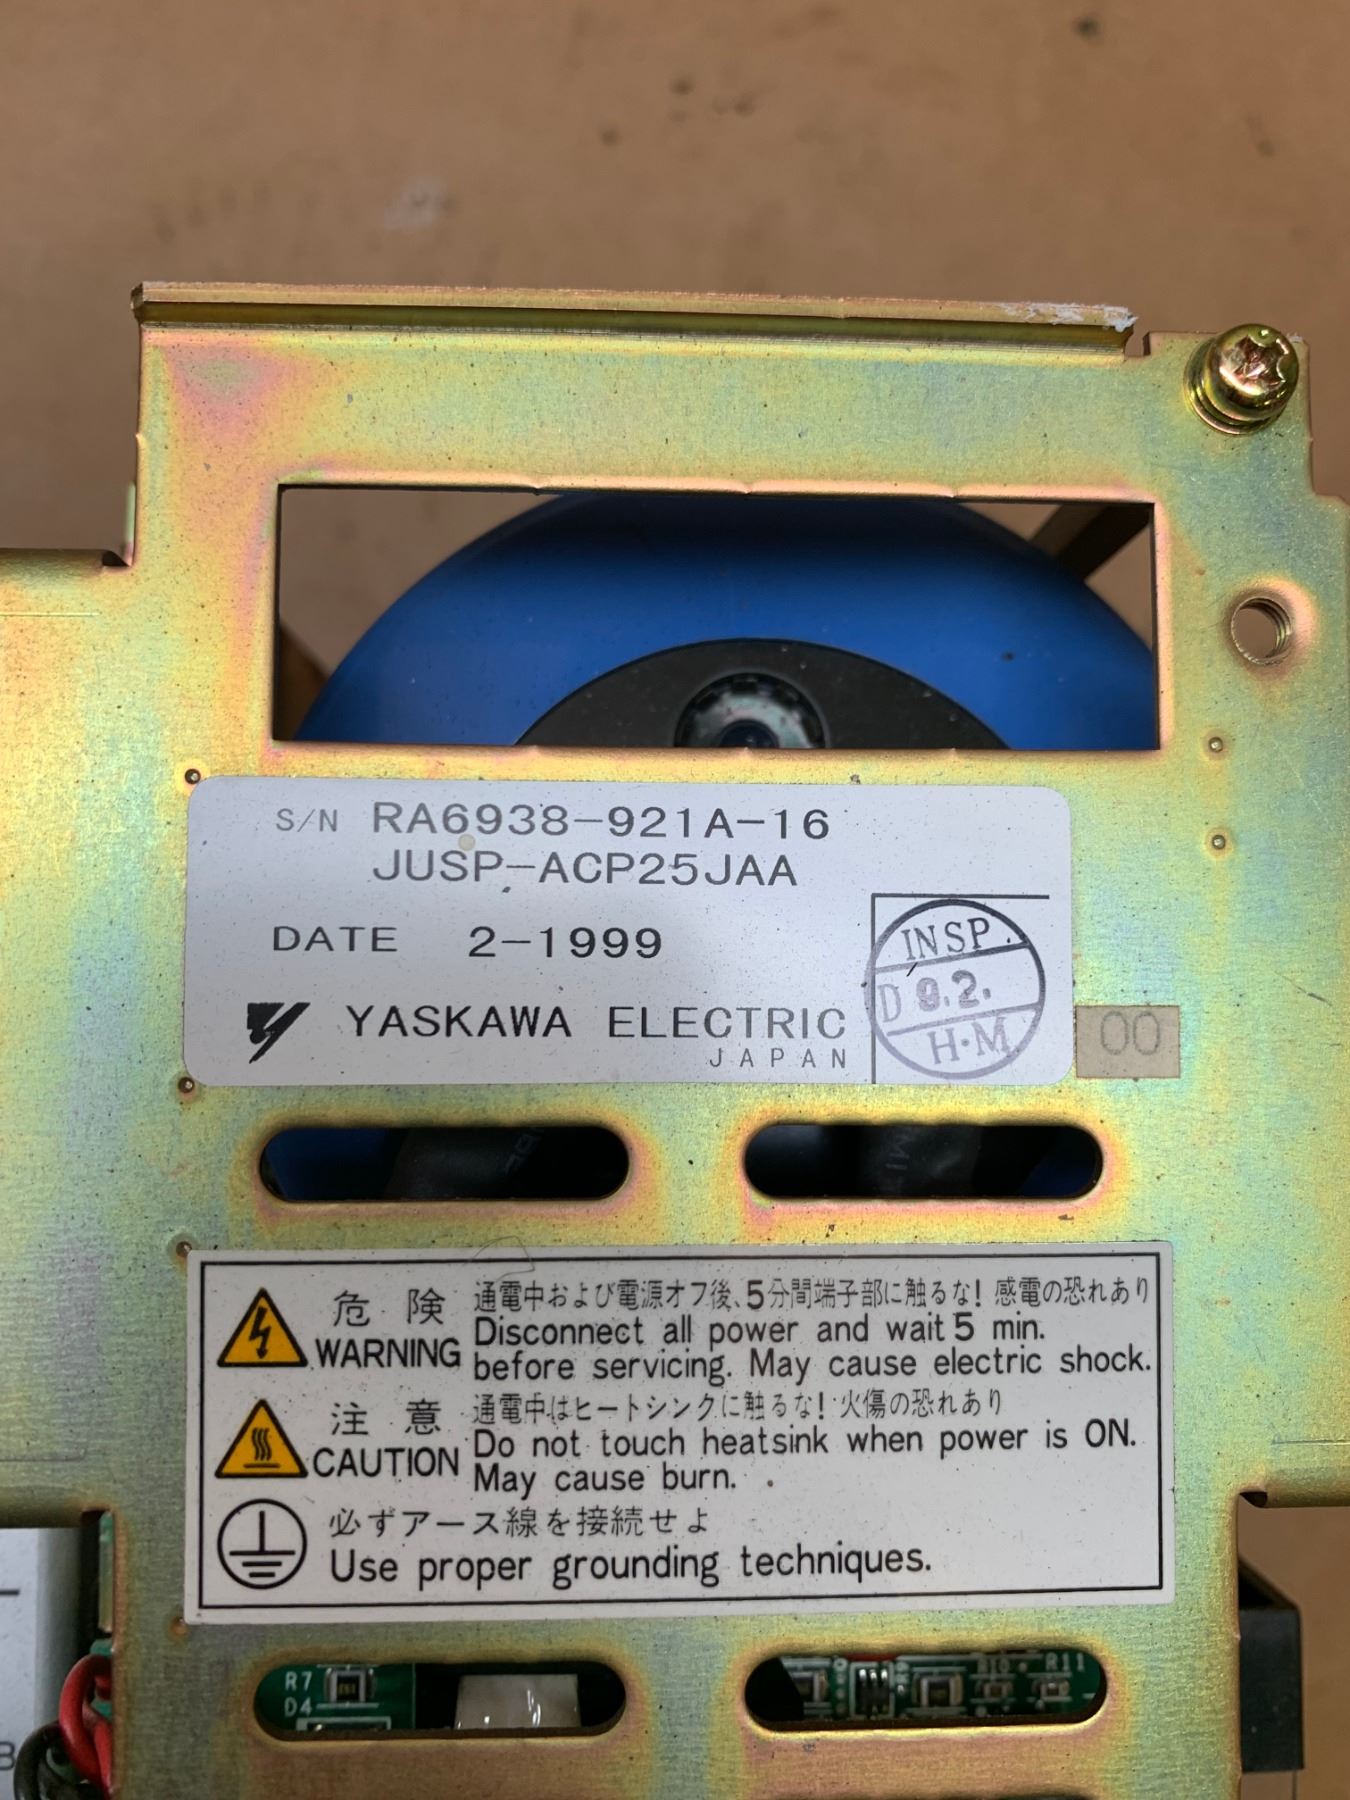 S/N RA6938-921A-16
JUSP-ACP25JAA
DATE 2-1999
YASKAWA ELECTRIC
JAPAN
INSP
D 9.2.
H·M
00
危険
WARNING
通電中および電源オフ後、5分間端子部に触るな! 感電の恐れあり
Disconnect all power and wait 5 min.
before servicing. May cause electric shock.
注意
CAUTION
通電中はヒートシンクに触るな! 火傷の恐れあり
Do not touch heatsink when power is ON.
May cause burn.
必ずアース線を接続せよ
Use proper grounding techniques.
R7
D4
R10
R11
B